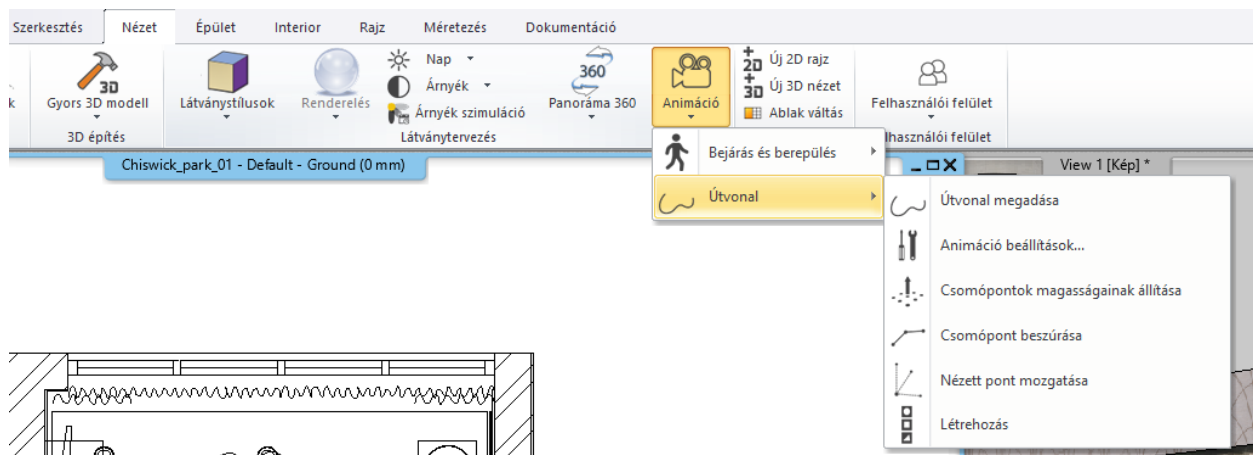 Szerkesztés Nézet Épület Interior Rajz Méretezés Dokumentáció
k
3D
Gyors 3D modell
3D építés
Látványstílusok
Renderelés
Nap
Árnyék
Árnyék szimuláció
360
Panoráma 360
Látványtervezés
Animáció
2D Új 2D rajz
3D Új 3D nézet
Ablak váltás
Felhasználói felület
lhasználói felület
Chiswick_park_01 - Default - Ground (0 mm)
View 1 [Kép] *
Bejárás és berepülés
Útvonal
Útvonal megadása
Animáció beállítások...
Csomópontok magasságainak állítása
Csomópont beszúrása
Nézett pont mozgatása
Létrehozás